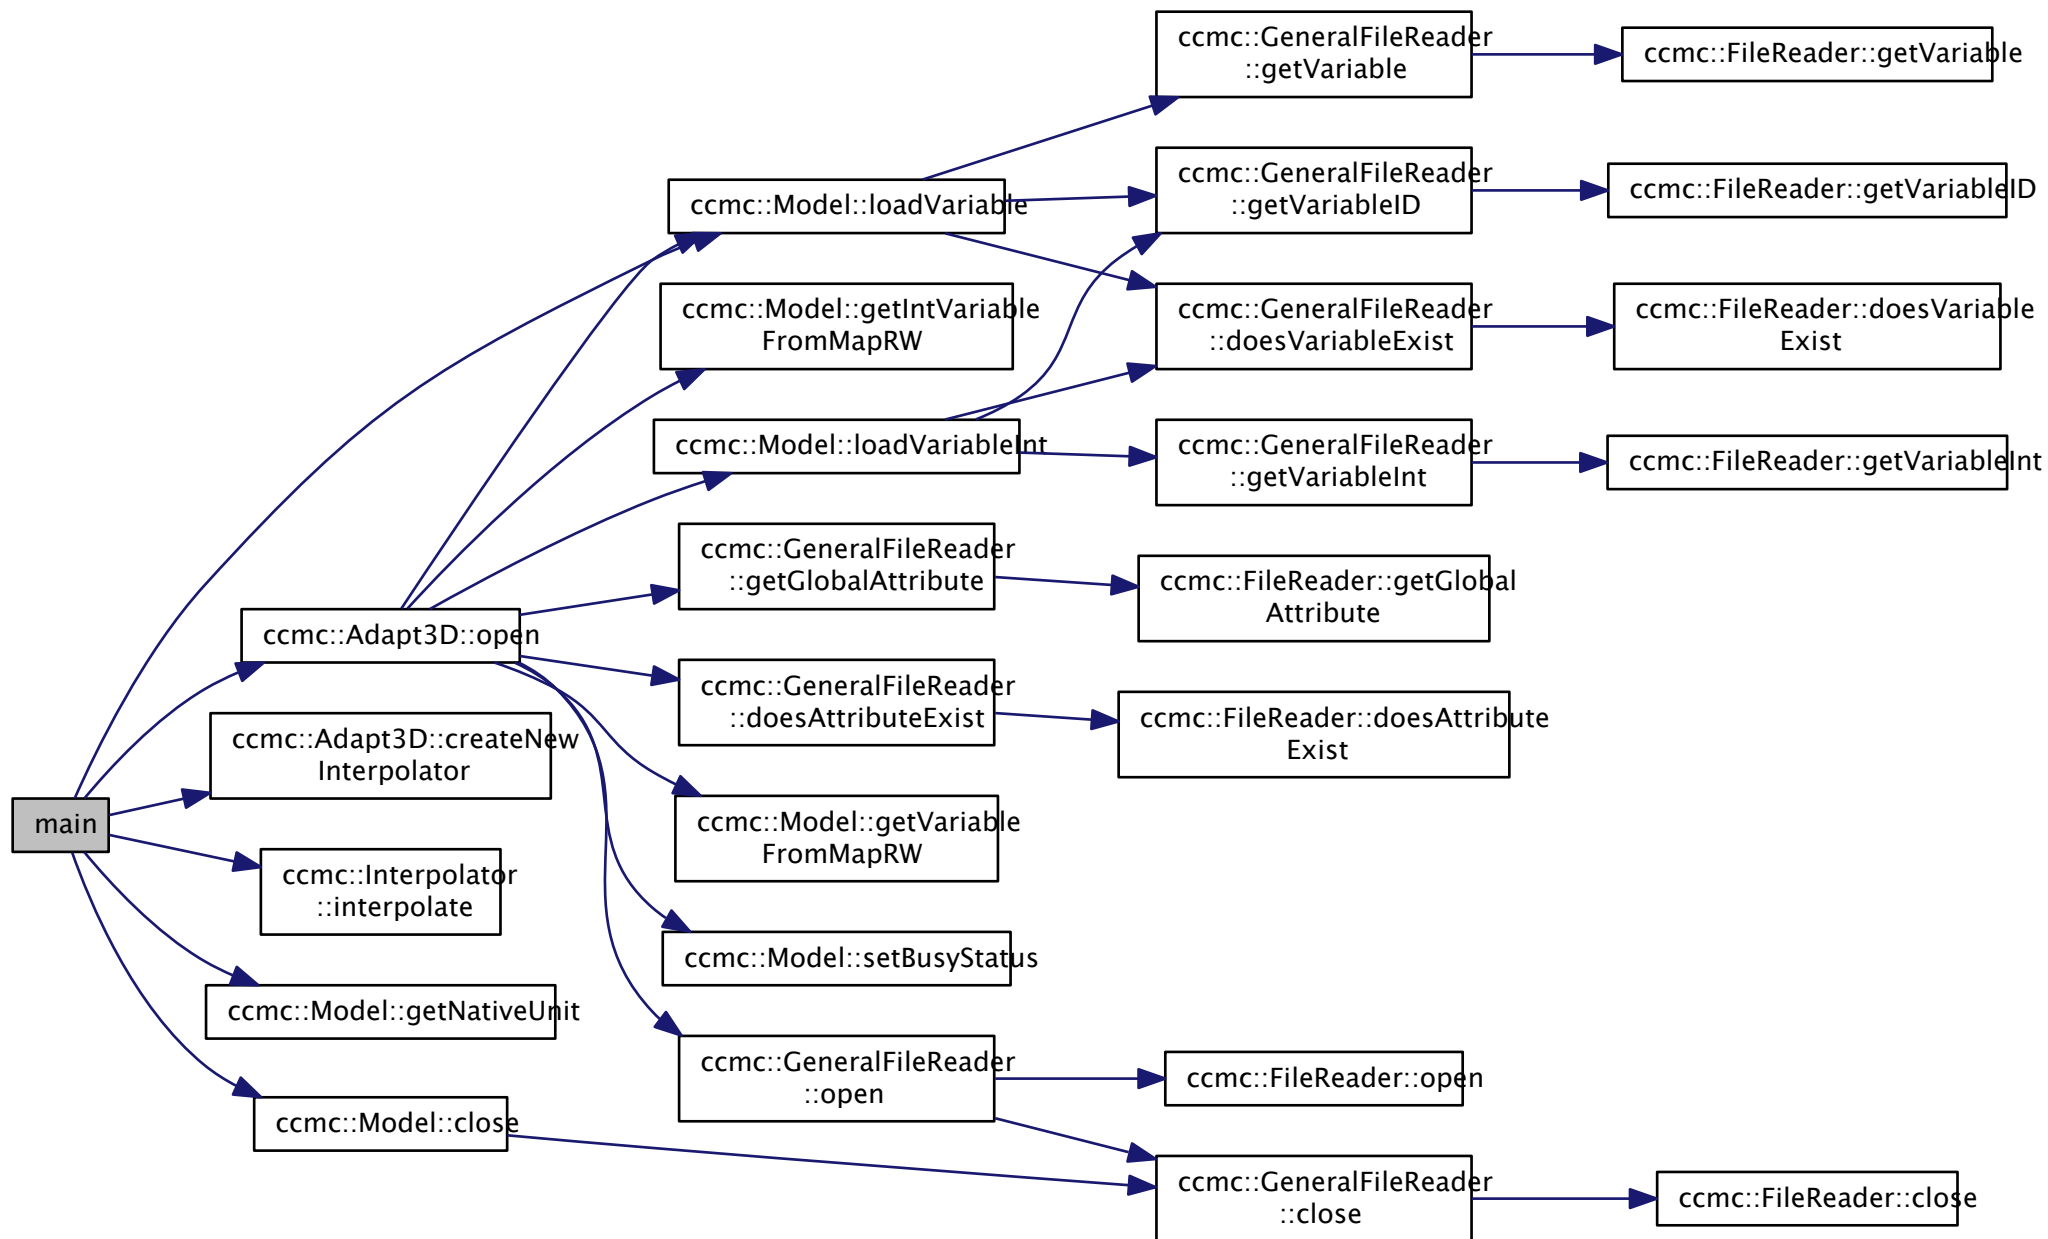 ccmc::GeneralFileReader
::getVariable
ccmc::FileReader::getVariable
ccmc::GeneralFileReader
::getVariableID
ccmc::FileReader::getVariableID
ccmc::Model::loadVariable
ccmc::Model::getIntVariable
FromMapRW
ccmc::GeneralFileReader
::doesVariableExist
ccmc::FileReader::doesVariable
Exist
ccmc::Model::loadVariableInt
ccmc::GeneralFileReader
::getVariableInt
ccmc::FileReader::getVariableInt
ccmc::GeneralFileReader
::getGlobalAttribute
ccmc::FileReader::getGlobal
Attribute
ccmc::Adapt3D::open
ccmc::GeneralFileReader
::doesAttributeExist
ccmc::FileReader::doesAttribute
Exist
ccmc::Adapt3D::createNew
Interpolator
main
ccmc::Model::getVariable
FromMapRW
ccmc::Interpolator
::interpolate
ccmc::Model::setBusyStatus
ccmc::Model::getNativeUnit
ccmc::GeneralFileReader
::open
ccmc::FileReader::open
ccmc::Model::close
ccmc::GeneralFileReader
::close
ccmc::FileReader::close